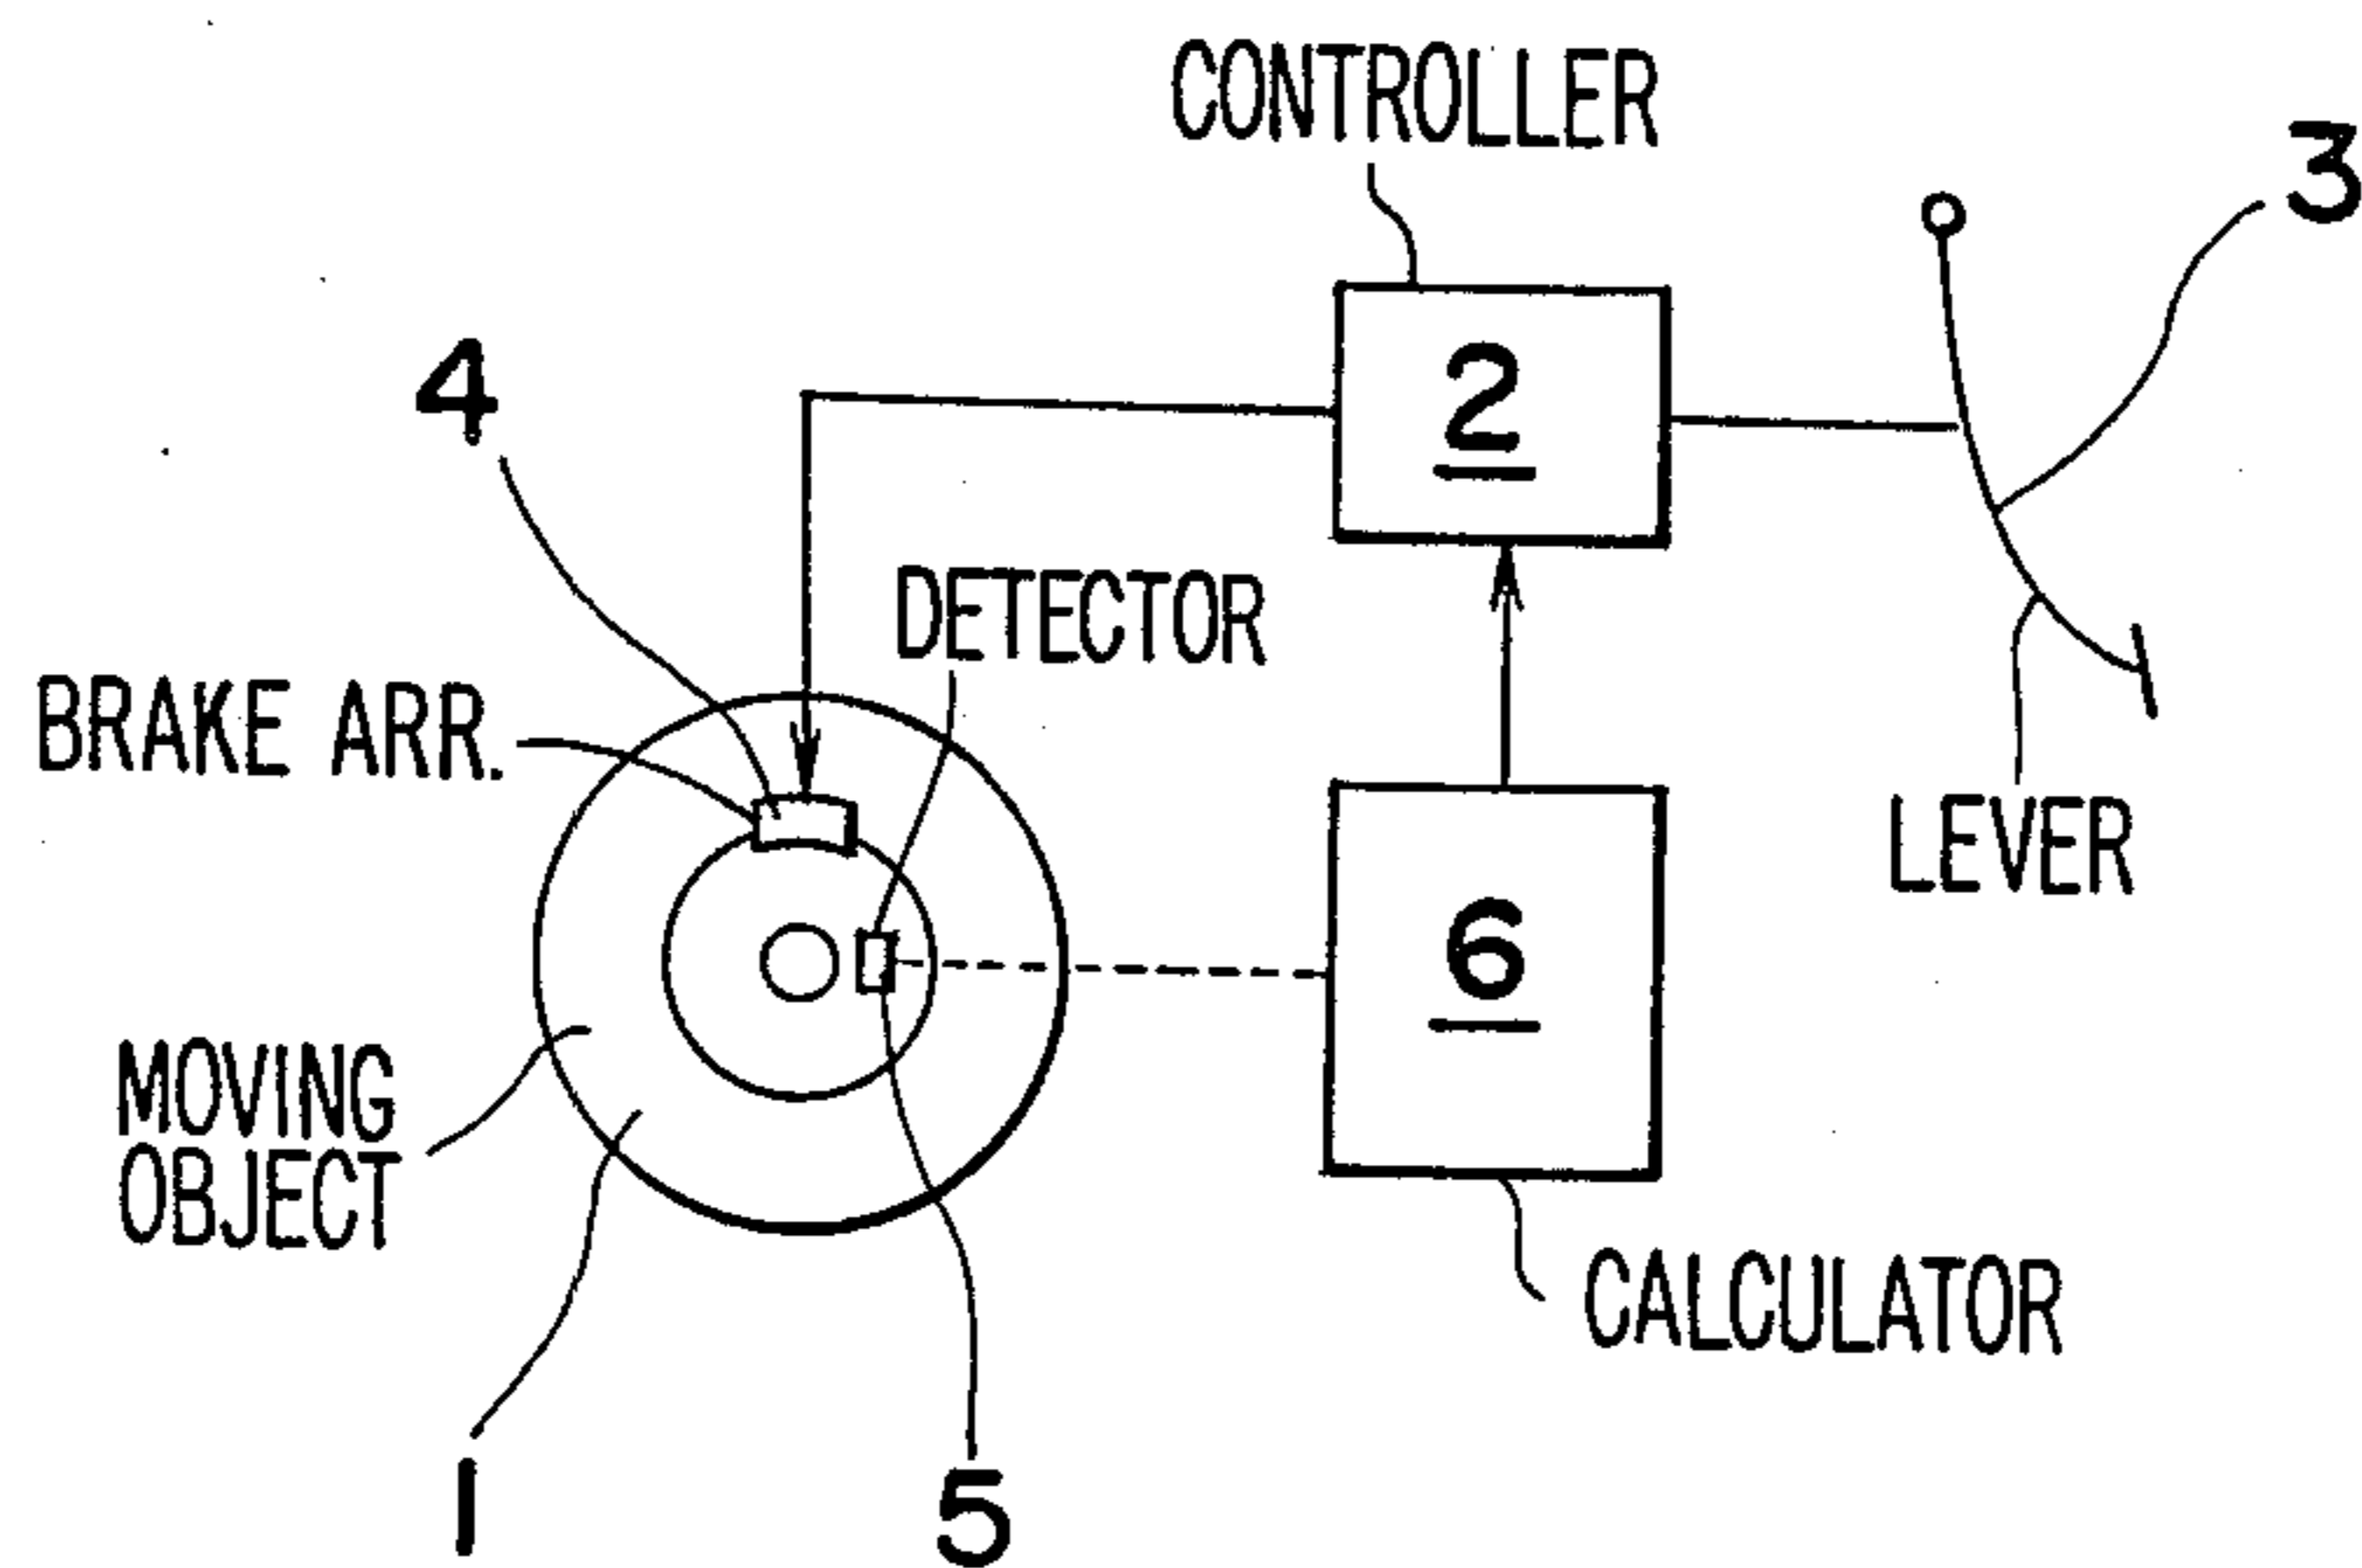 CONTROLLER
3
2
4
DETECTOR
BRAKE ARR.
LEVER
6
MOVING
OBJECT
CALCULATOR
1
5